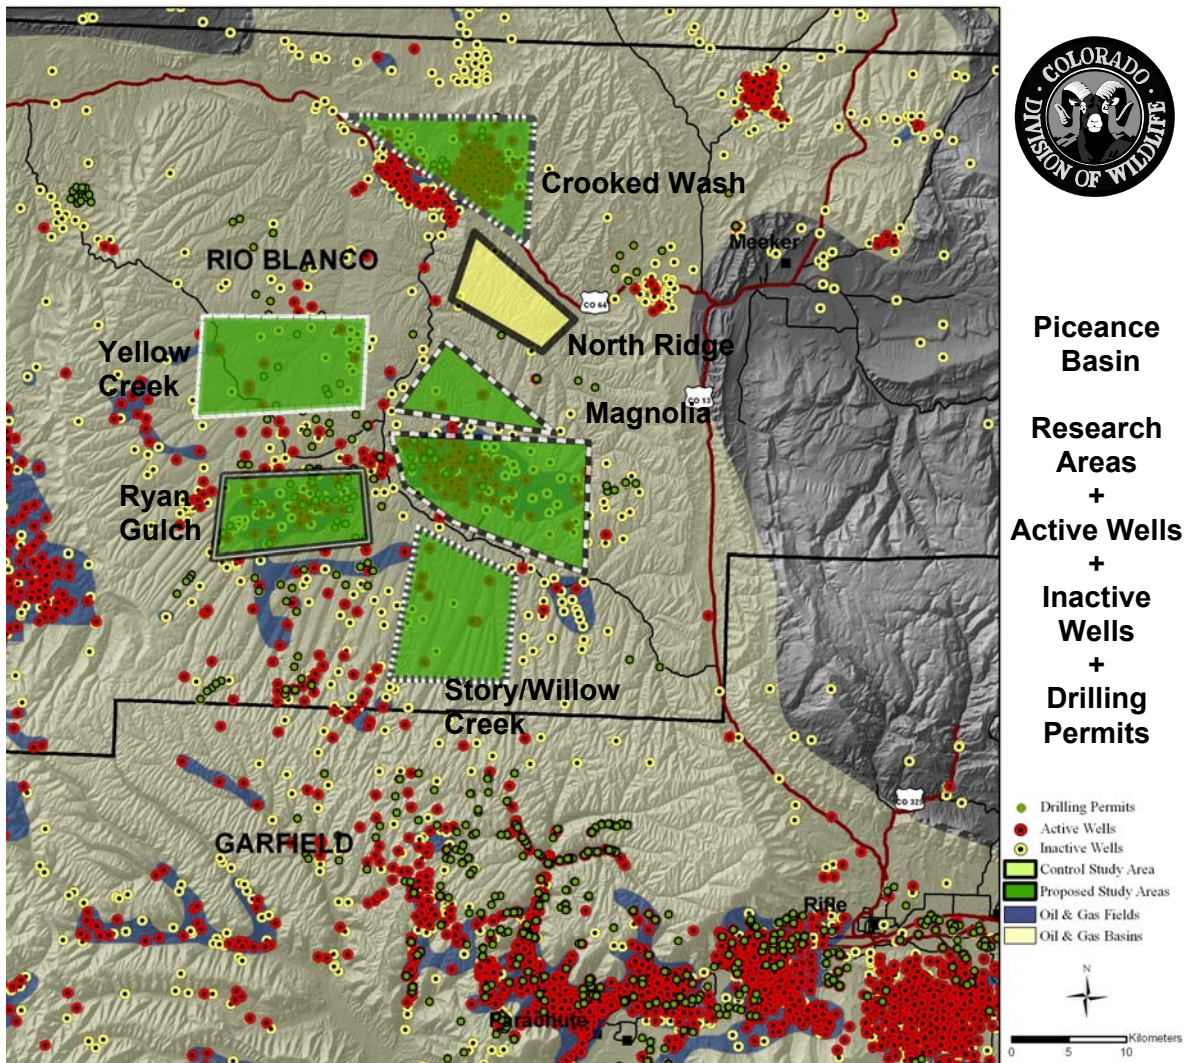 COLORADO
DIVISION OF WILDLIFE
Crooked Wash
Meeker
RIO BLANCO
CO 64
North Ridge
Yellow
Creek
CO 13
Magnolia
Ryan
Gulch
Story/Willow
Creek
CO 325
GARFIELD
Rifle
Parachute
Piceance
Basin
Research
Areas
+
Active Wells
+
Inactive
Wells
+
Drilling
Permits
Drilling Permits
Active Wells
Inactive Wells
Control Study Area
Proposed Study Areas
Oil & Gas Fields
Oil & Gas Basins
N
Kilometers
0 5 10